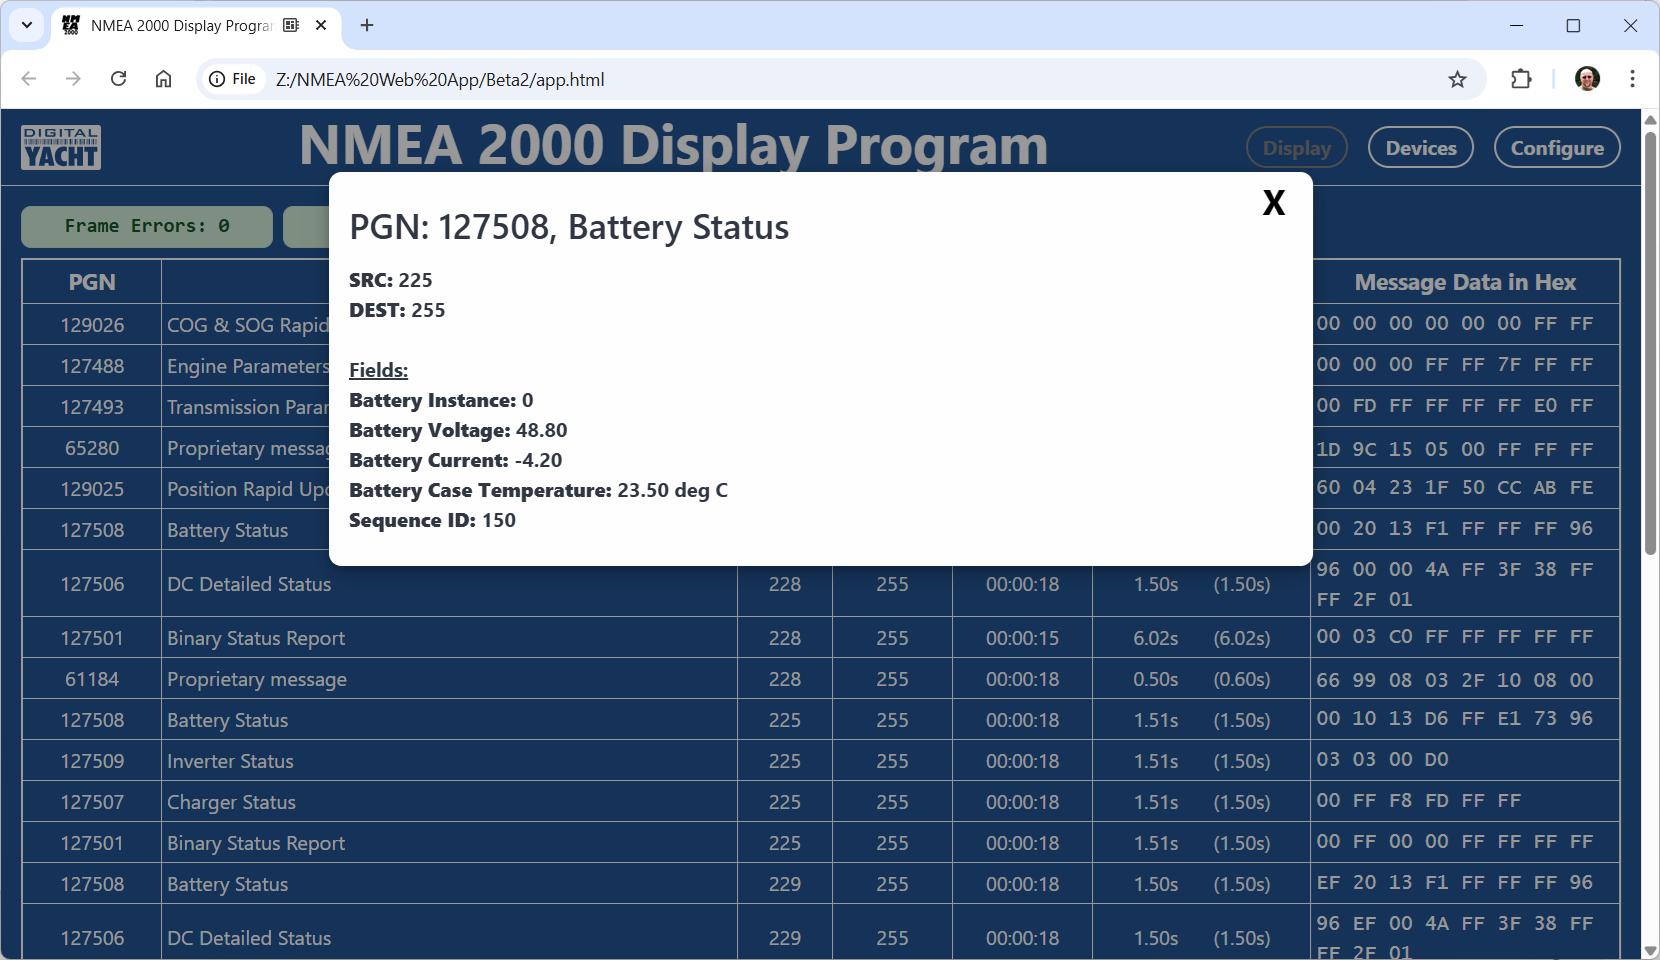 NMEA 2000 NMEA 2000 Display Progra
File Z:/NMEA%20Web%20App/Beta2/app.html
DIGITAL YACHT NMEA 2000 Display Program Display Devices Configure
Frame Errors: 0
X
PGN: 127508, Battery Status
SRC: 225
DEST: 255
Fields:
Battery Instance: 0
Battery Voltage: 48.80
Battery Current: -4.20
Battery Case Temperature: 23.50 deg C
Sequence ID: 150
PGN Message Data in Hex
129026 COG & SOG Rapid 00 00 00 00 00 00 FF FF
127488 Engine Parameters 00 00 00 FF FF 7F FF FF
127493 Transmission Parar 00 FD FF FF FF FF E0 FF
65280 Proprietary messag 1D 9C 15 05 00 FF FF FF
129025 Position Rapid Upd 60 04 23 1F 50 CC AB FE
127508 Battery Status 00 20 13 F1 FF FF FF 96
127506 DC Detailed Status 228 255 00:00:18 1.50s (1.50s) 96 00 00 4A FF 3F 38 FF
FF 2F 01
127501 Binary Status Report 228 255 00:00:15 6.02s (6.02s) 00 03 C0 FF FF FF FF FF
61184 Proprietary message 228 255 00:00:18 0.50s (0.60s) 66 99 08 03 2F 10 08 00
127508 Battery Status 225 255 00:00:18 1.51s (1.50s) 00 10 13 D6 FF E1 73 96
127509 Inverter Status 225 255 00:00:18 1.51s (1.50s) 03 03 00 D0
127507 Charger Status 225 255 00:00:18 1.51s (1.50s) 00 FF F8 FD FF FF
127501 Binary Status Report 225 255 00:00:18 1.51s (1.50s) 00 FF 00 00 FF FF FF FF
127508 Battery Status 229 255 00:00:18 1.50s (1.50s) EF 20 13 F1 FF FF FF 96
127506 DC Detailed Status 229 255 00:00:18 1.50s (1.50s) 96 EF 00 4A FF 3F 38 FF
FF 2F 01